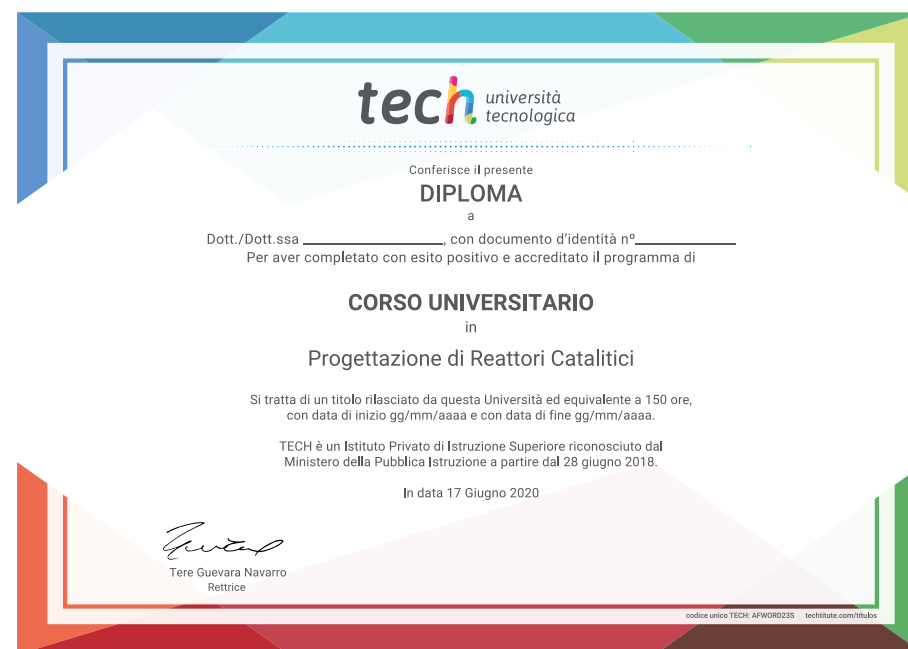 tech università
tecnologica
Conferisce il presente
DIPLOMA
a
Dott./Dott.ssa ____________________, con documento d'identità nº______________
Per aver completato con esito positivo e accreditato il programma di
CORSO UNIVERSITARIO
in
Progettazione di Reattori Catalitici
Si tratta di un titolo rilasciato da questa Università ed equivalente a 150 ore,
con data di inizio gg/mm/aaaa e con data di fine gg/mm/aaaa.
TECH è un Istituto Privato di Istruzione Superiore riconosciuto dal
Ministero della Pubblica Istruzione a partire dal 28 giugno 2018.
In data 17 Giugno 2020
Tere Guevara Navarro
Rettrice
codice unico TECH: AFWORD23S techtitute.com/titulos